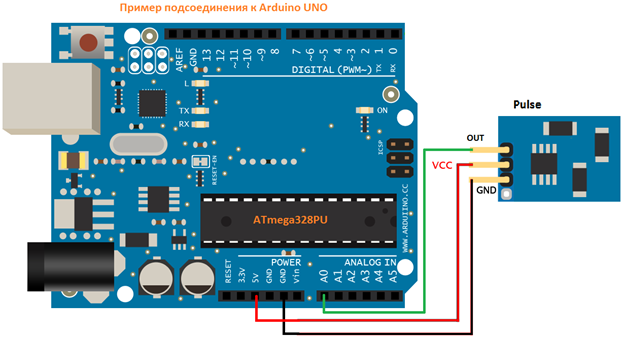 Пример подсоединения к Arduino UNO
AREF
GND
13
12
~11
~10
~9
8
7
~6
~5
4
~3
2
1
0
DIGITAL (PWM~)
TX
RX
L
TX
RX
ON
RESET-EN
ICSP
ATmega328PU
WWW.ARDUINO.CC
POWER
ANALOG IN
RESET
3.3V
5V
GND
GND
Vin
A0
A1
A2
A3
A4
A5
Pulse
OUT
VCC
GND